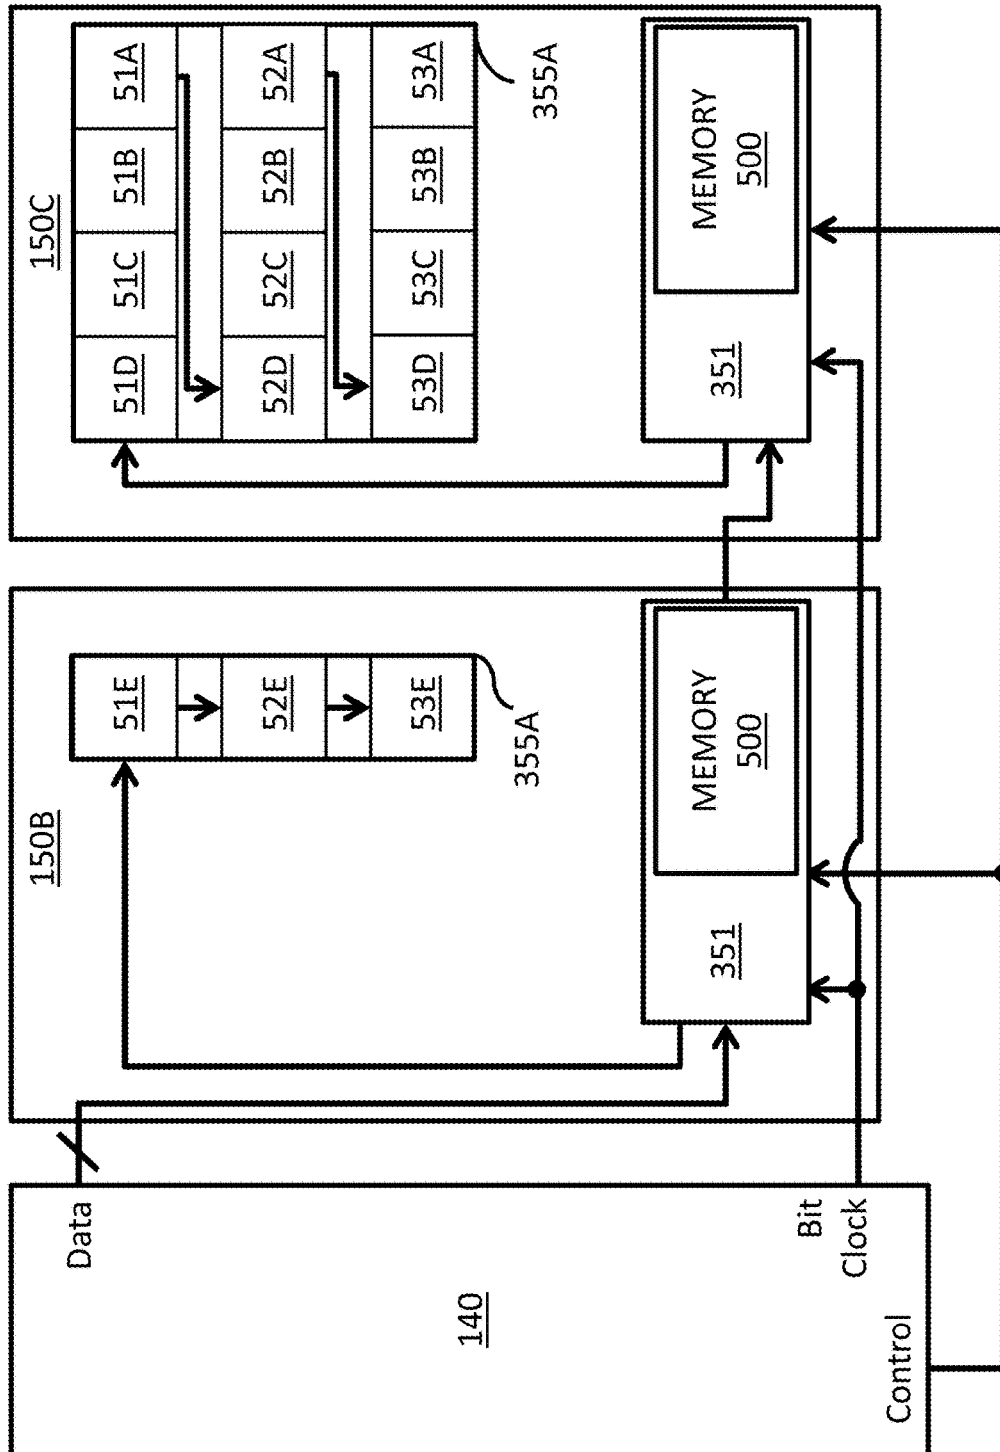 Data
140
Bit
Clock
Control
150B
51E
52E
53E
355A
351
MEMORY
500
150C
51D
51C
51B
51A
52D
52C
52B
52A
53D
53C
53B
53A
355A
351
MEMORY
500